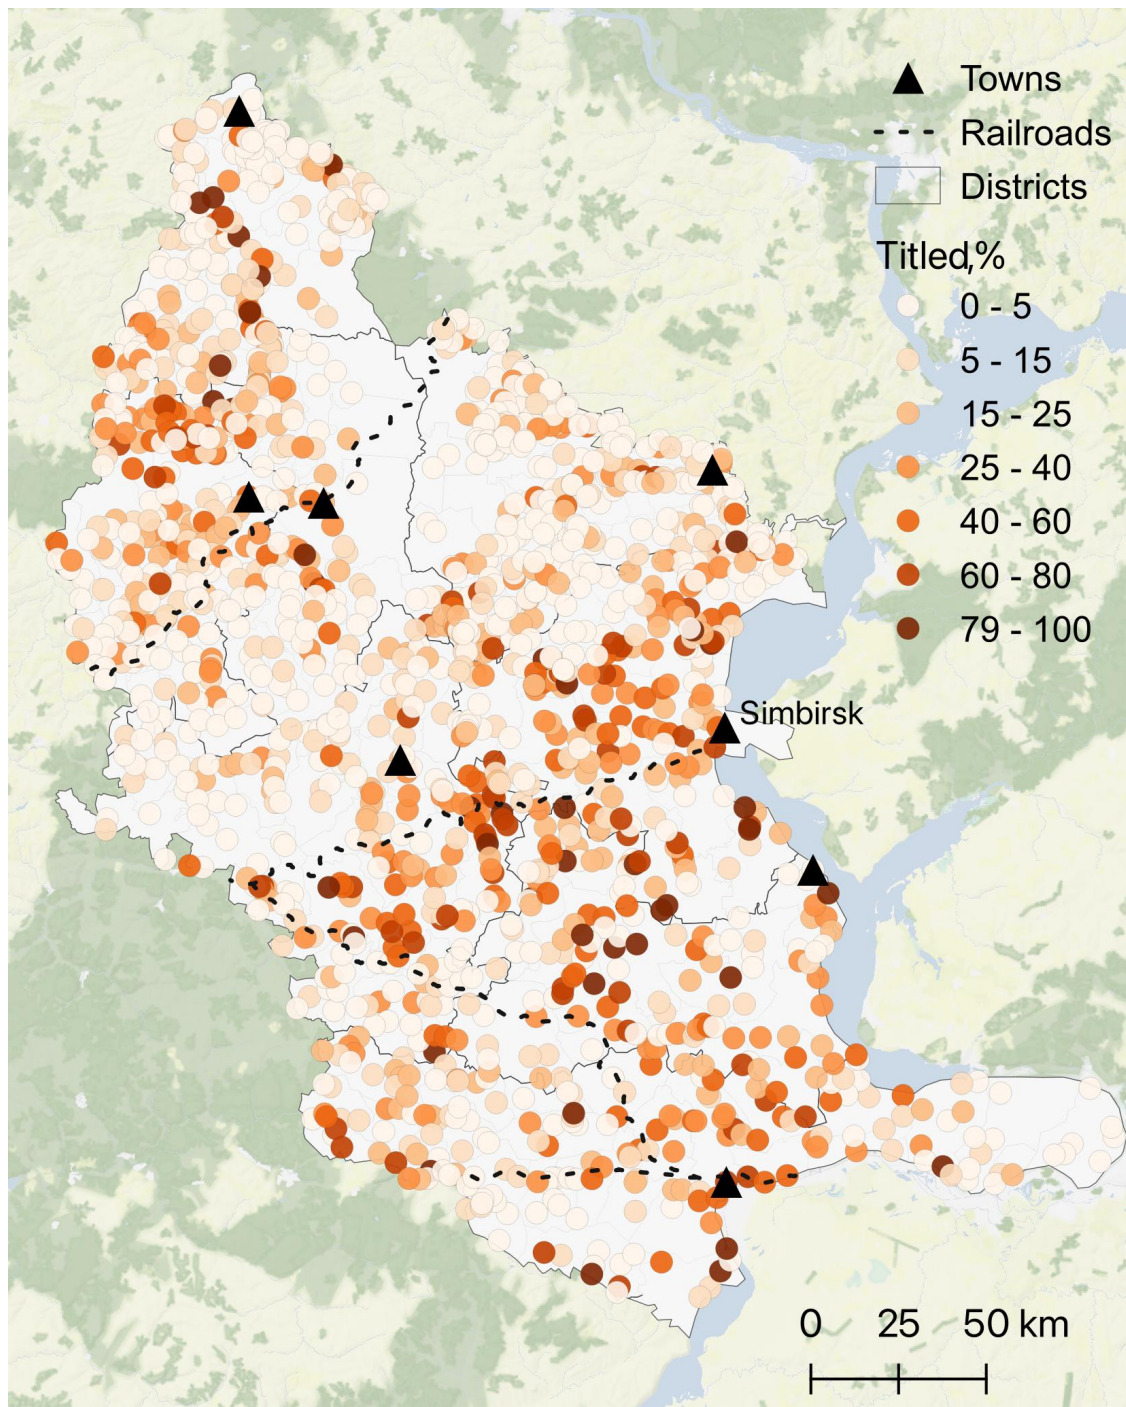 Towns
Railroads
Districts
Titled,%
0 - 5
5 - 15
15 - 25
25 - 40
40 - 60
60 - 80
79 - 100
Simbirsk
0 25 50 km